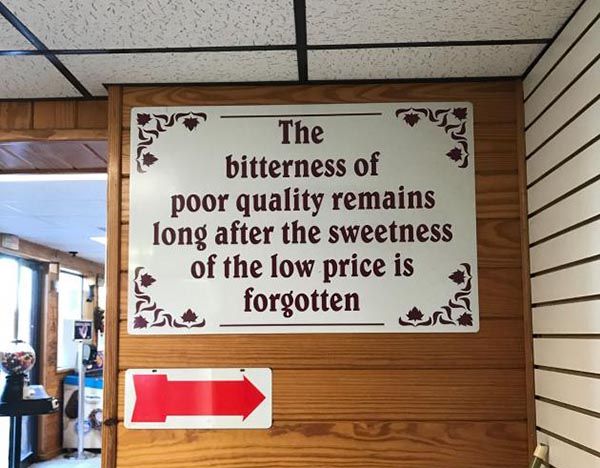 The
bitterness of
poor quality remains
long after the sweetness
of the low price is
forgotten